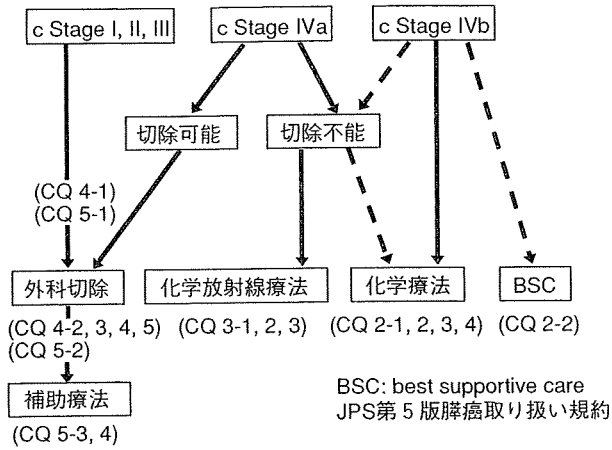 c Stage I, II, III
c Stage IVa
c Stage IVb
切除可能
切除不能
(CQ 4-1)
(CQ 5-1)
外科切除
化学放射線療法
化学療法
BSC
(CQ 4-2, 3, 4, 5)
(CQ 3-1, 2, 3)
(CQ 2-1, 2, 3, 4)
(CQ 2-2)
(CQ 5-2)
補助療法
(CQ 5-3, 4)
BSC: best supportive care
JPS第5版膵癌取り扱い規約